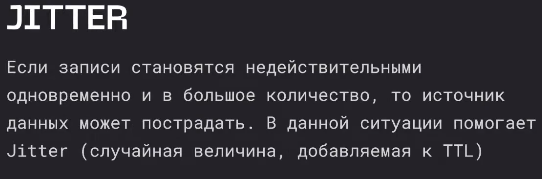 JITTER
Если записи становятся недействительными
одновременно и в большое количество, то источник
данных может пострадать. В данной ситуации помогает
Jitter (случайная величина, добавляемая к TTL)